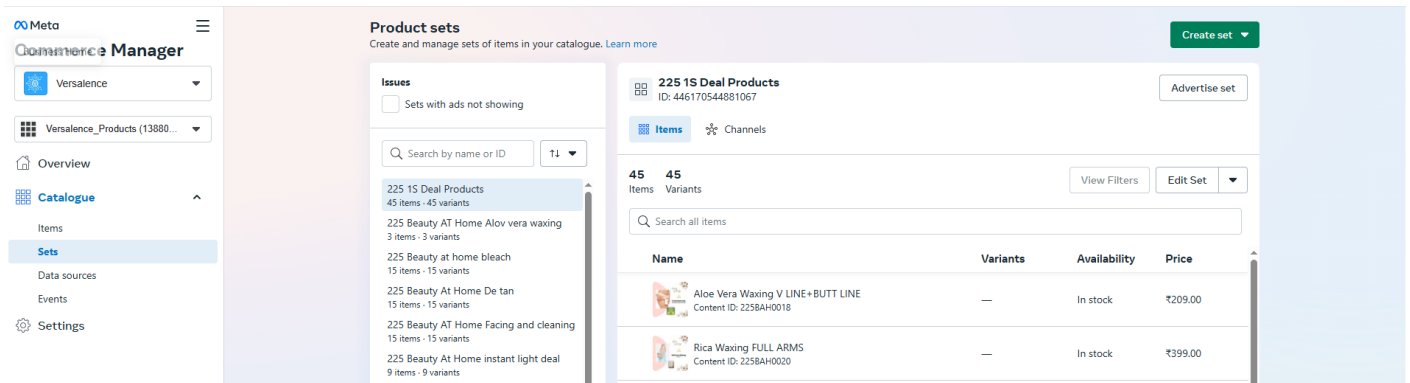 Meta
Commerce Manager
Business Home
Versalence
Versalence_Products (13880...
Overview
Catalogue
Items
Sets
Data sources
Events
Settings
Product sets
Create and manage sets of items in your catalogue. Learn more
Create set
Issues
Sets with ads not showing
Search by name or ID
225 1S Deal Products
45 items · 45 variants
225 Beauty AT Home Alov vera waxing
3 items · 3 variants
225 Beauty at home bleach
15 items · 15 variants
225 Beauty At Home De tan
15 items · 15 variants
225 Beauty AT Home Facing and cleaning
15 items · 15 variants
225 Beauty At Home instant light deal
9 items · 9 variants
225 1S Deal Products
ID: 446170544881067
Advertise set
Items
Channels
45 45
Items Variants
View Filters
Edit Set
Search all items
Name Variants Availability Price
Aloe Vera Waxing V LINE+BUTT LINE
Content ID: 225BAH0018
— In stock ₹209.00
Rica Waxing FULL ARMS
Content ID: 225BAH0020
— In stock ₹399.00